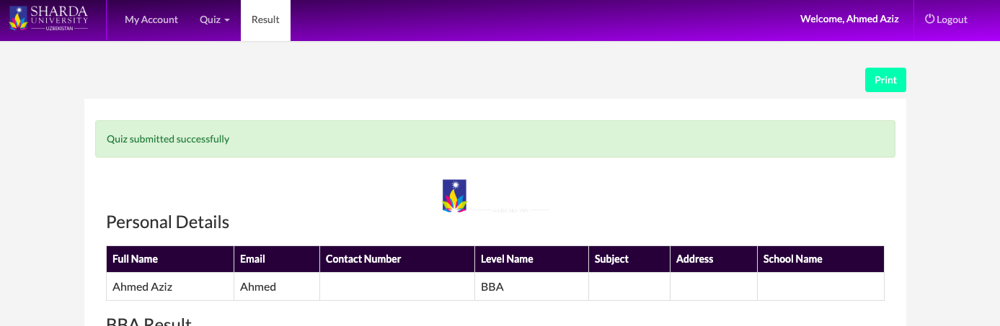 SHARDA
UNIVERSITY
UZBEKISTAN
My Account Quiz Result Welcome, Ahmed Aziz Logout
Print
Quiz submitted successfully
Personal Details
Full Name Email Contact Number Level Name Subject Address School Name
Ahmed Aziz Ahmed BBA
BBA Result